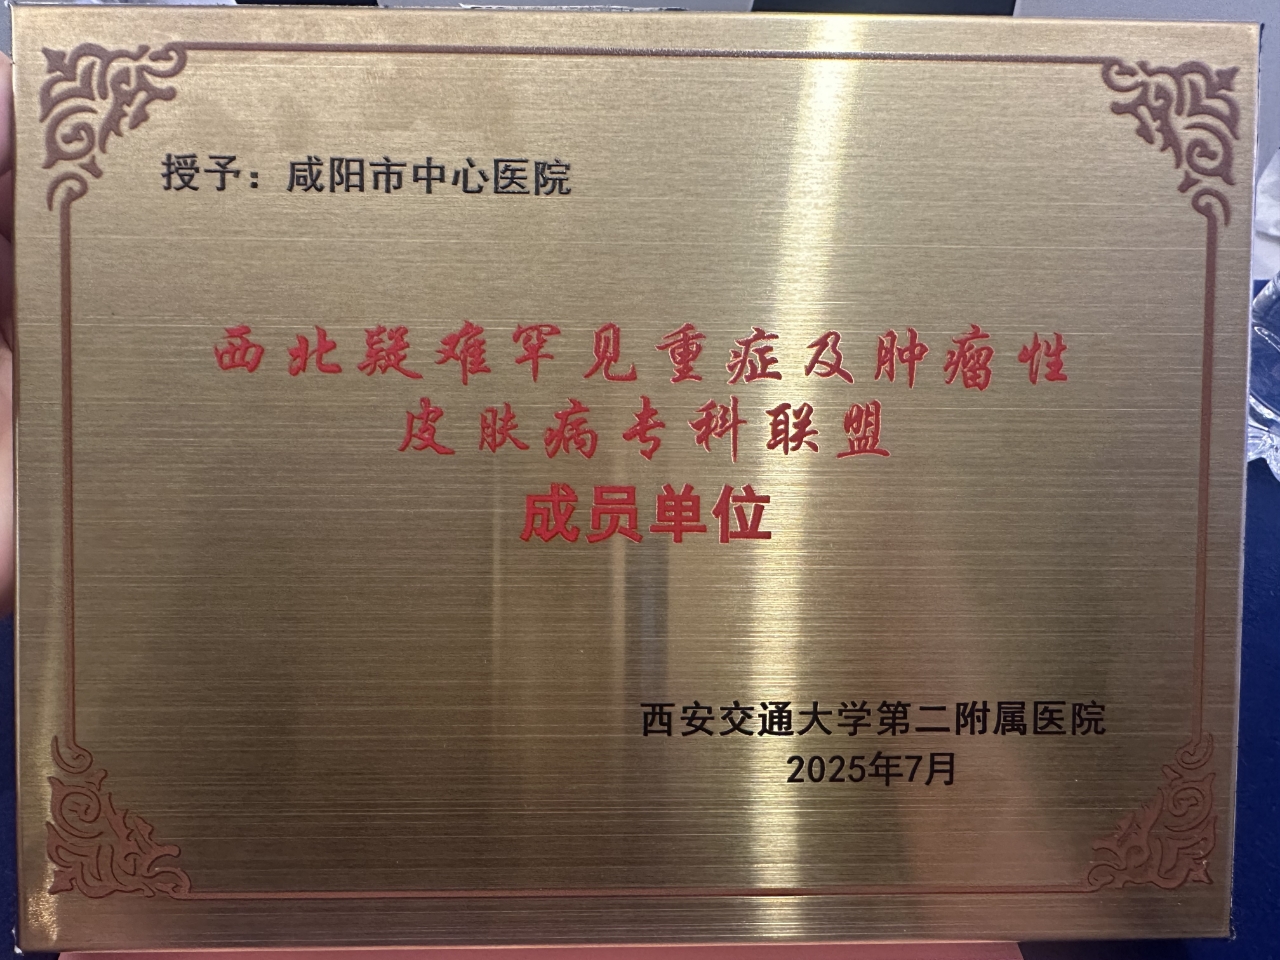 授予：咸阳市中心医院
西北疑难罕见重症及肿瘤性
皮肤病专科联盟
成员单位
西安交通大学第二附属医院
2025年7月